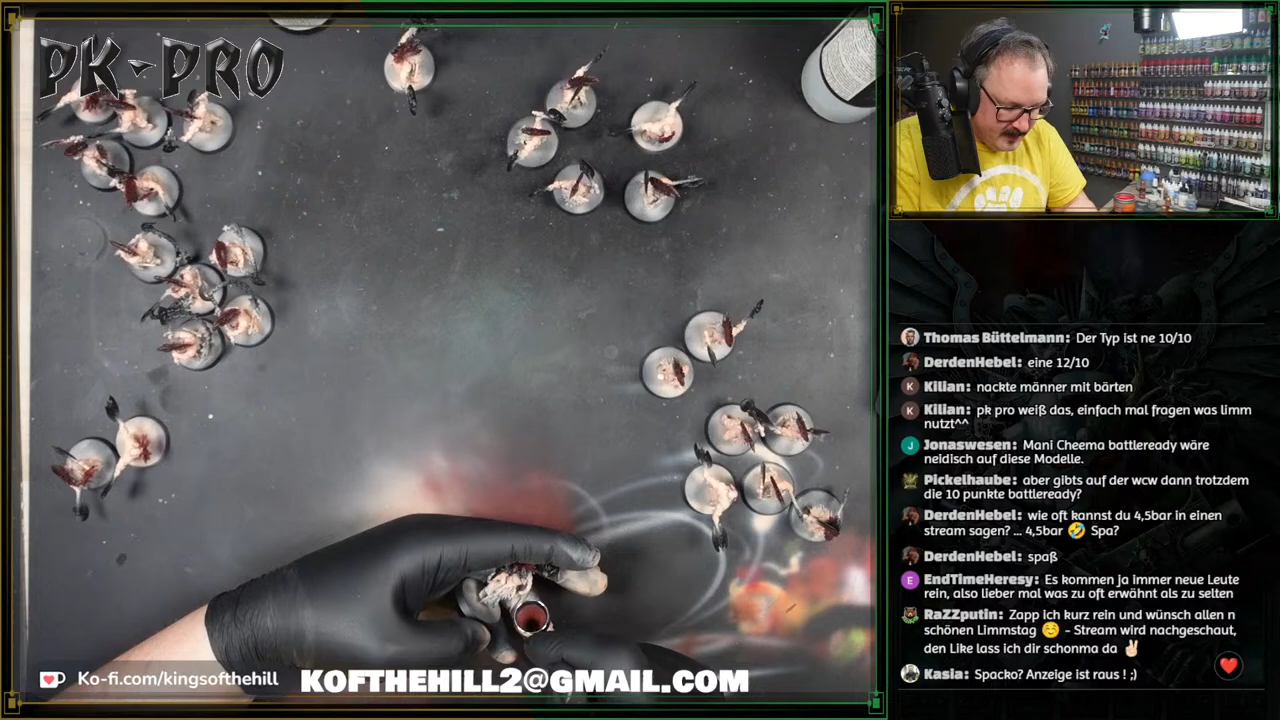 PK-PRO
Thomas Büttelmann: Der Typ ist ne 10/10
DerdenHebel: eine 12/10
K Kilian: nackte männer mit bärten
K Kilian: pk pro weiß das, einfach mal fragen was limm
nutzt^^
J Jonaswesen: Mani Cheema battleready wäre
neidisch auf diese Modelle.
Pickelhaube: aber gibts auf der wcw dann trotzdem
die 10 punkte battleready?
DerdenHebel: wie oft kannst du 4,5bar in einen
stream sagen? ... 4,5bar 🤣 Spa?
DerdenHebel: spaß
E EndTimeHeresy: Es kommen ja immer neue Leute
rein, also lieber mal was zu oft erwähnt als zu selten
RaZZputin: Zapp ich kurz rein und wünsch allen n
schönen Limmstag ☺️ - Stream wird nachgeschaut,
den Like lass ich dir schonma da ✌🏻
Kasia: Spacko? Anzeige ist raus ! ;)
Ko-fi.com/kingsofthehill
KOFTHEHILL2@GMAIL.COM